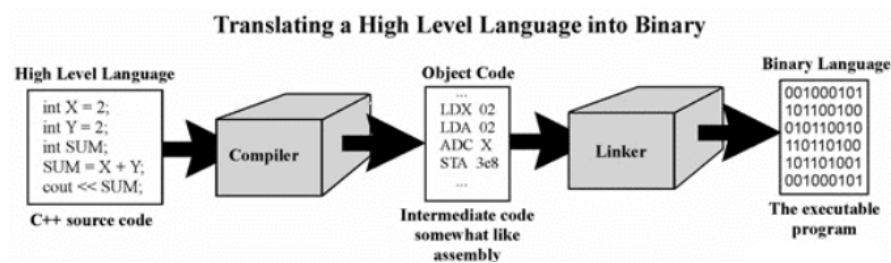 Translating a High Level Language into Binary
High Level Language
int X = 2;
int Y = 2;
int SUM;
SUM = X + Y;
cout << SUM;
C++ source code
Compiler
Object Code
...
LDX 02
LDA 02
ADC X
STA 3e8
...
Intermediate code
somewhat like
assembly
Linker
Binary Language
001000101
101100100
010110010
110110100
101101001
001000101
The executable
program